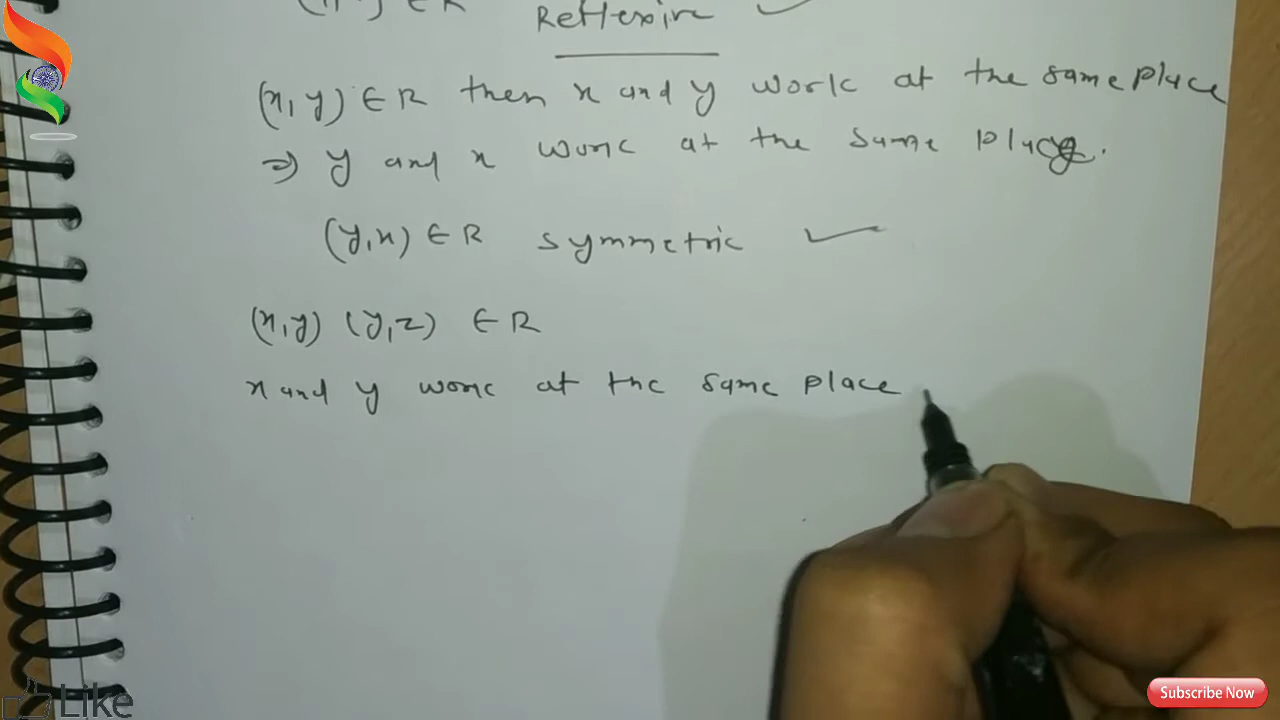 ∈ R Reflexive ✓
(x,y) ∈ R then x and y work at the same place
⇒ y and x work at the same place.
(y,x) ∈ R symmetric ✓
(x,y) (y,z) ∈ R
x and y work at the same place
Like
Subscribe Now